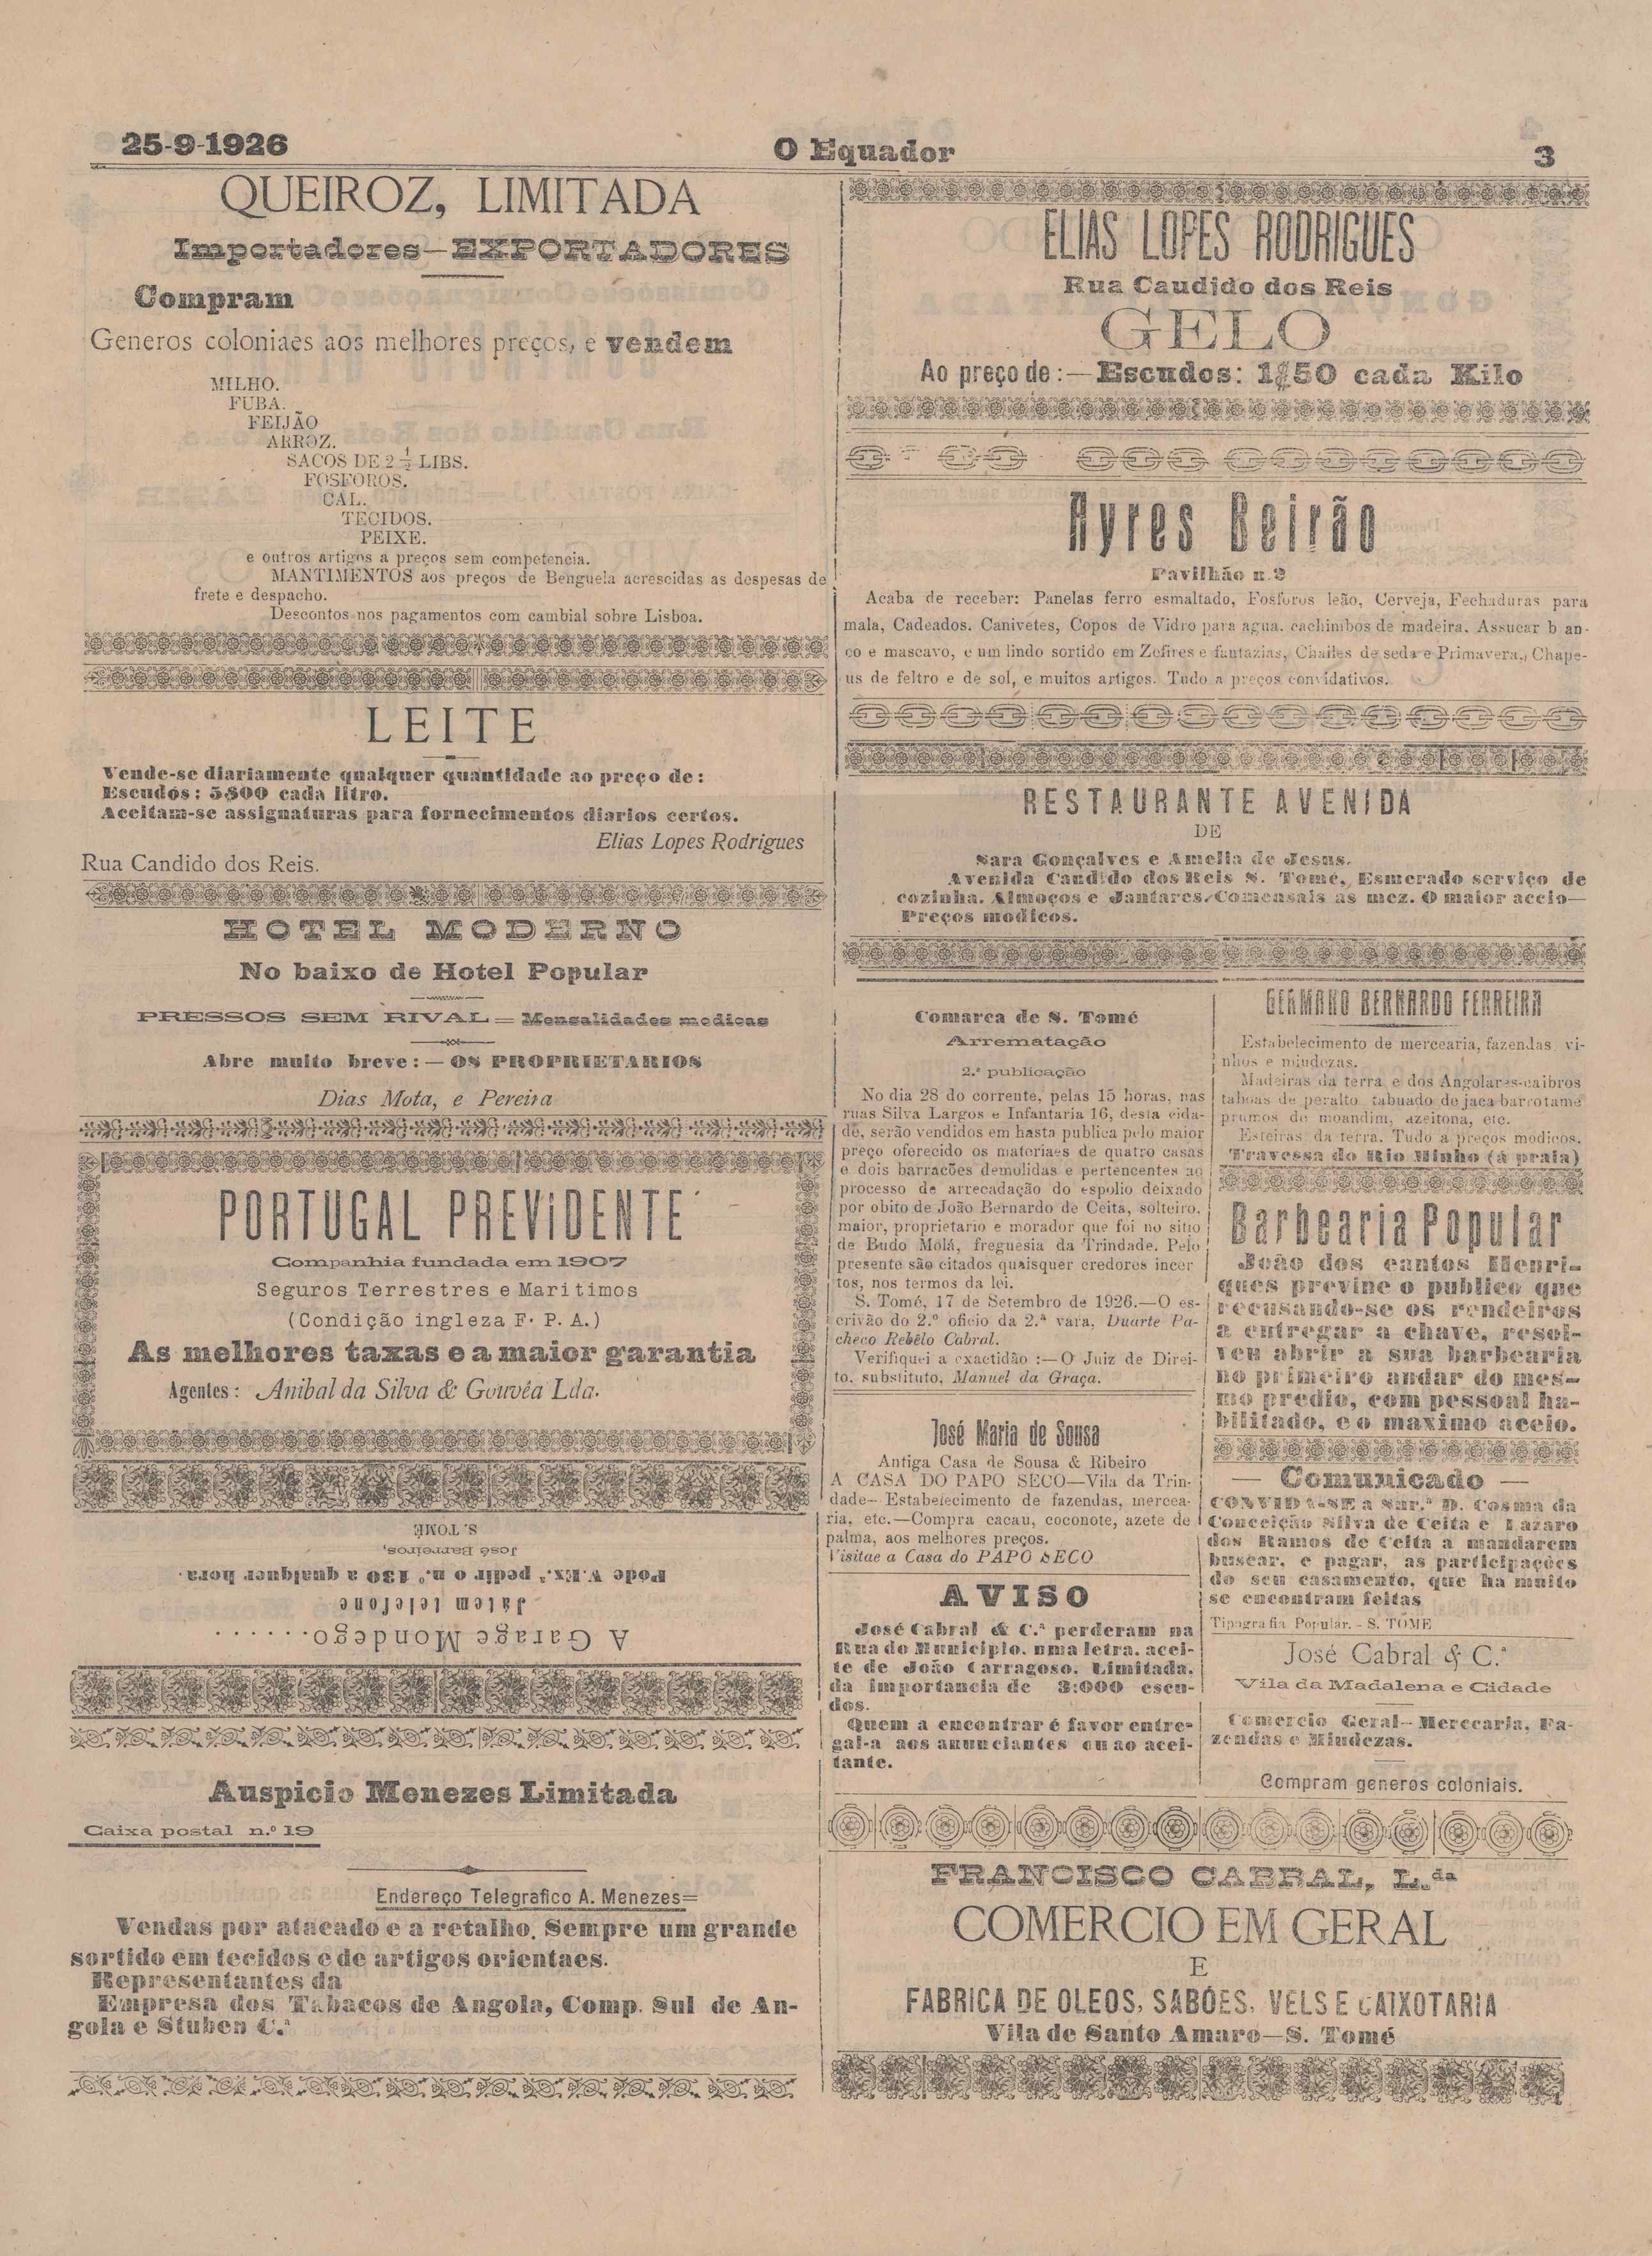 25-9-1926
O Equador
3
QUEIROZ, LIMITADA
Importadores—EXPORTADORES
Compram
Generos coloniaes aos melhores preços, e vendem
MILHO.
FUBA.
FEIJÃO
ARROZ.
SACOS DE 2 1/2 LIBS.
FOSFOROS.
CAL.
TECIDOS.
PEIXE.
e outros artigos a preços sem competencia.
MANTIMENTOS aos preços de Benguela acrescidas as despesas de
frete e despacho.
Descontos nos pagamentos com cambial sobre Lisboa.
LEITE
Vende-se diariamente qualquer quantidade ao preço de:
Escudos: 5$00 cada litro.
Aceitam-se assignaturas para fornecimentos diarios certos.
Elias Lopes Rodrigues
Rua Candido dos Reis.
HOTEL MODERNO
No baixo de Hotel Popular
PRESSOS SEM RIVAL=Mensalidades medicas
Abre muito breve:—OS PROPRIETARIOS
Dias Mota, e Pereira
PORTUGAL PREViDENTE
Companhia fundada em 1907
Seguros Terrestres e Maritimos
(Condição ingleza F. P. A.)
As melhores taxas e a maior garantia
Agentes: Anibal da Silva & Gouvêa Lda.
A Garage Mondego......
Já tem telefone
Pode V. Ex.ª pedir o n.º 130 a qualquer hora.
José Barreiros,
S. TOMÉ
Auspicio Menezes Limitada
Caixa postal n.º 19
Endereço Telegrafico A. Menezes=
Vendas por atacado e a retalho. Sempre um grande
sortido em tecidos e de artigos orientaes.
Representantes da
Empresa dos Tabacos de Angola, Comp. Sul de An-
gola e Stuben C.ª
ELIAS LOPES RODRIGUES
Rua Caudido dos Reis
GELO
Ao preço de:—Escudos: 1$50 cada Kilo
Ayres Beirão
Pavilhão n.º 9
Acaba de receber: Panelas ferro esmaltado, Fosforos leão, Cerveja, Fechaduras para
mala, Cadeados. Canivetes, Copos de Vidro para agua. cachimbos de madeira. Assucar b an-
co e mascavo, e um lindo sortido em Zefires e fantazias, Chailes de seda e Primavera., Chape-
us de feltro e de sol, e muitos artigos. Tudo a preços convidativos.
RESTAURANTE AVENIDA
DE
Sara Gonçalves e Amelia de Jesus.
Avenida Candido dos Reis S. Tomé, Esmerado serviço de
cozinha. Almoços e Jantares. Comensais as mez. O maior aceio—
Preços modicos.
Comarca de S. Tomé
Arrematação
2.ª publicação
No dia 28 do corrente, pelas 15 horas, nas
ruas Silva Largos e Infantaria 16, desta cida-
de, serão vendidos em hasta publica pelo maior
preço oferecido os materiaes de quatro casas
e dois barracões demolidas e pertencentes ao
processo de arrecadação do espolio deixado
por obito de João Bernardo de Ceita, solteiro,
maior, proprietario e morador que foi no sitio
de Budo Molá, freguesia da Trindade. Pelo
presente são citados quaisquer credores incer
tos, nos termos da lei.
S. Tomé, 17 de Setembro de 1926.—O es-
crivão do 2.º oficio da 2.ª vara, Duarte Pa-
checo Rebêlo Cabral.
Verifiquei a exactidão:—O Juiz de Direi-
to, substituto, Manuel da Graça.
José Maria de Sousa
Antiga Casa de Sousa & Ribeiro
A CASA DO PAPO SECO—Vila da Trin-
dade—Estabelecimento de fazendas, mercea-
ria, etc.—Compra cacau, coconote, azete de
palma, aos melhores preços.
Visitae a Casa do PAPO SECO
AVISO
José Cabral & C.ª perderam na
Rua do Municipio, uma letra, acei-
te de João Carragoso, Limitada,
da importancia de 3:000 escu-
dos.
Quem a encontrar é favor entre-
gal-a aos anunciantes ou ao acei-
tante.
GERMANO BERNARDO FERREIRA
Estabelecimento de mercearia, fazendas, vi-
nhos e miudezas.
Madeiras da terra e dos Angolares-caibros
taboas de peralto, tabuado de jaca barrotame
prumos de moandim, azeitona, etc.
Esteiras da terra. Tudo a preços modicos.
Travessa do Rio Minho (á praia)
Barbearia Popular
João dos cantos Henri-
ques previne o publico que
recusando-se os rendeiros
a entregar a chave, resol-
veu abrir a sua barbearia
no primeiro andar do mes-
mo predio, com pessoal ha-
bilitado, e o maximo aceio.
— Comunicado —
CONVIDA-SE a Snr.ª D. Cosma da
Conceição Silva de Ceita e Lazaro
dos Ramos de Ceita a mandarem
buscar, e pagar, as participações
do seu casamento, que ha muito
se encontram feitas
Tipografia Popular.-S. TOME
José Cabral & C.ª
Vila da Madalena e Cidade
Comercio Geral—Mercearia, Fa-
zendas e Miudezas.
Compram generos coloniais.
FRANCISCO CABRAL, L.da
COMERCIO EM GERAL
E
FABRICA DE OLEOS, SABÕES, VELS E CAIXOTARIA
Vila de Santo Amaro—S. Tomé